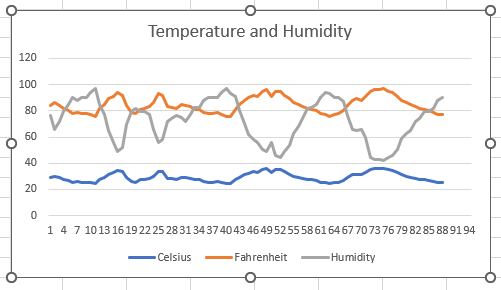 Temperature and Humidity
120
100
80
60
40
20
0
1 4 7 10 13 16 19 22 25 28 31 34 37 40 43 46 49 52 55 58 61 64 67 70 73 76 79 82 85 88 91 94
Celsius Fahrenheit Humidity